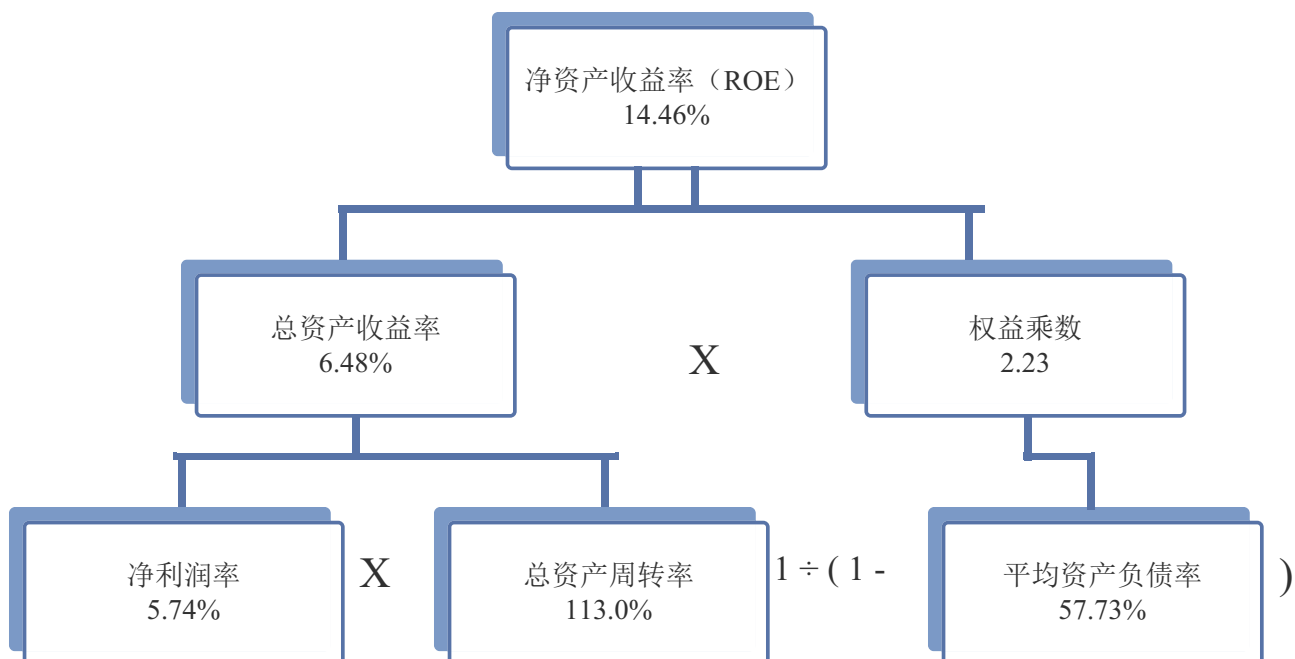 净资产收益率（ROE）
14.46%
总资产收益率
6.48%
X
权益乘数
2.23
净利润率
5.74%
X
总资产周转率
113.0%
1 ÷ ( 1 -
平均资产负债率
57.73%
)